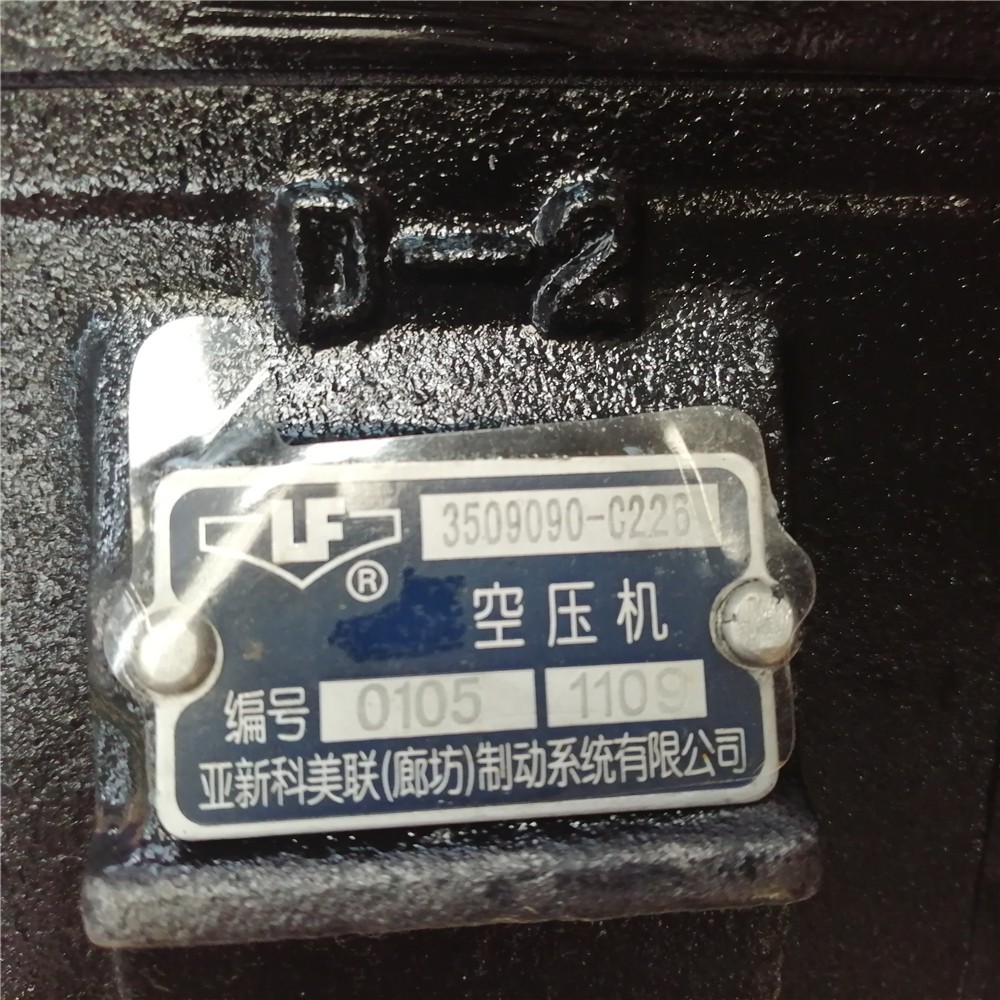 D-2
LF
®
3509090-C226
空压机
编号 0105 1109
亚新科美联(廊坊)制动系统有限公司